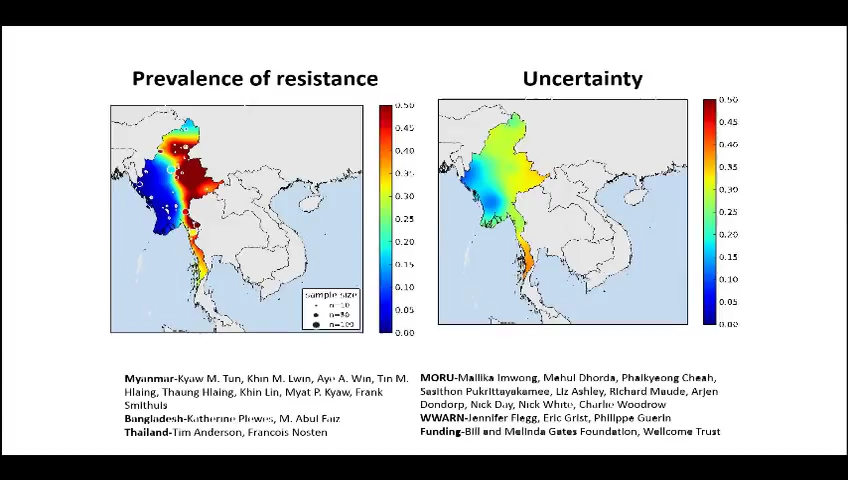 Prevalence of resistance
Uncertainty
0.50
0.45
0.40
0.35
0.30
0.25
0.20
0.15
0.10
0.05
0.00
sample size
n=10
n=50
n=100
0.50
0.45
0.40
0.35
0.30
0.25
0.20
0.15
0.10
0.05
0.00
Myanmar-Kyaw M. Tun, Khin M. Lwin, Aye A. Win, Tin M.
Hlaing, Thaung Hlaing, Khin Lin, Myat P. Kyaw, Frank
Smithuis
Bangladesh-Katherine Plewes, M. Abul Faiz
Thailand-Tim Anderson, Francois Nosten
MORU-Mallika Imwong, Mehul Dhorda, Phaikyeong Cheah,
Sasithon Pukrittayakamee, Liz Ashley, Richard Maude, Arjen
Dondorp, Nick Day, Nick White, Charlie Woodrow
WWARN-Jennifer Flegg, Eric Grist, Philippe Guerin
Funding-Bill and Melinda Gates Foundation, Wellcome Trust